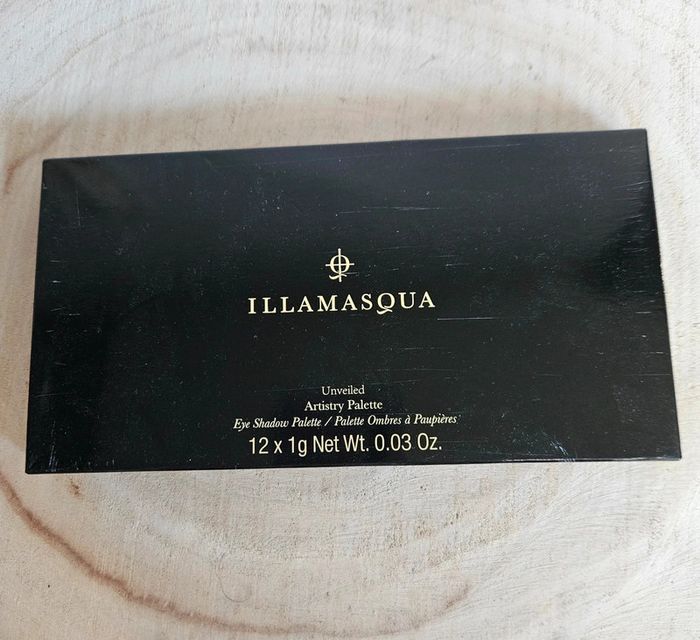 ILLAMASQUA
Unveiled
Artistry Palette
Eye Shadow Palette / Palette Ombres à Paupières
12 x 1g Net Wt. 0.03 Oz.